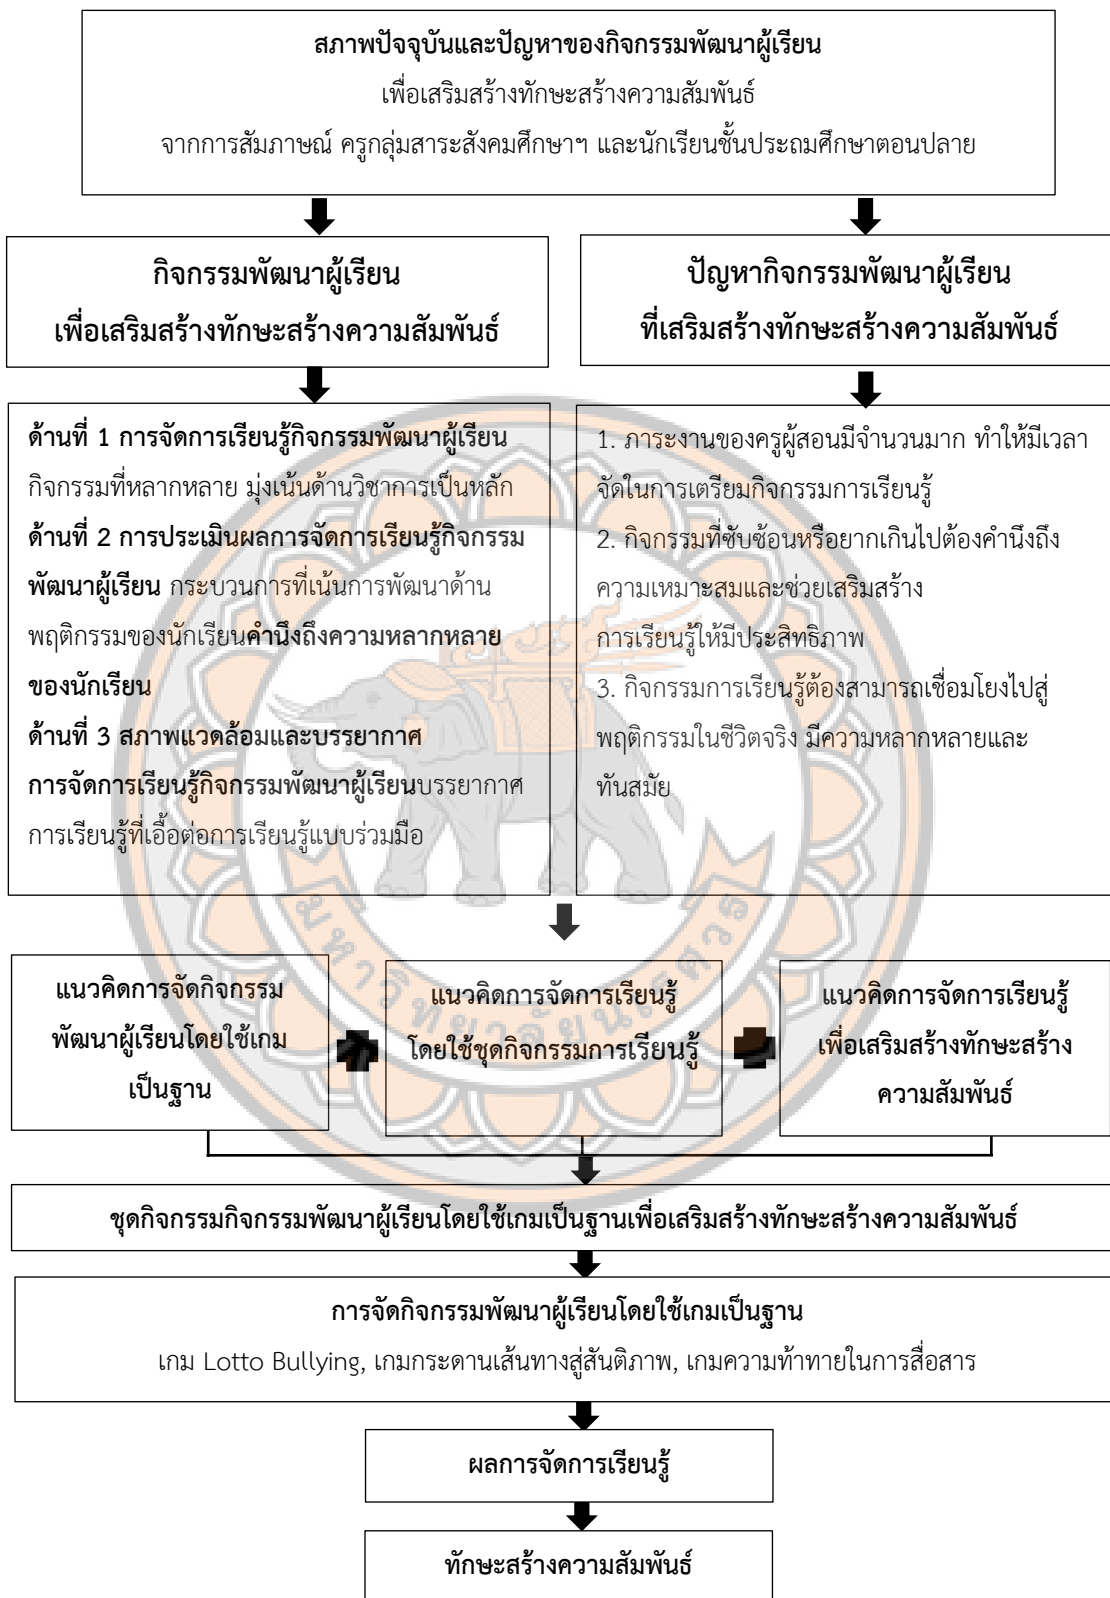 สภาพปัจจุบันและปัญหาของกิจกรรมพัฒนาผู้เรียน
เพื่อเสริมสร้างทักษะสร้างความสัมพันธ์
จากการสัมภาษณ์ ครูกลุ่มสาระสังคมศึกษาฯ และนักเรียนชั้นประถมศึกษาตอนปลาย
กิจกรรมพัฒนาผู้เรียน
เพื่อเสริมสร้างทักษะสร้างความสัมพันธ์
ปัญหากิจกรรมพัฒนาผู้เรียน
ที่เสริมสร้างทักษะสร้างความสัมพันธ์
ด้านที่ 1 การจัดการเรียนรู้กิจกรรมพัฒนาผู้เรียน
กิจกรรมที่หลากหลาย มุ่งเน้นด้านวิชาการเป็นหลัก
ด้านที่ 2 การประเมินผลการจัดการเรียนรู้กิจกรรม
พัฒนาผู้เรียน กระบวนการที่เน้นการพัฒนาด้าน
พฤติกรรมของนักเรียนคำนึงถึงความหลากหลาย
ของนักเรียน
ด้านที่ 3 สภาพแวดล้อมและบรรยากาศ
การจัดการเรียนรู้กิจกรรมพัฒนาผู้เรียนบรรยากาศ
การเรียนรู้ที่เอื้อต่อการเรียนรู้แบบร่วมมือ
1. ภาระงานของครูผู้สอนมีจำนวนมาก ทำให้มีเวลา
จัดในการเตรียมกิจกรรมการเรียนรู้
2. กิจกรรมที่ซับซ้อนหรือยากเกินไปต้องคำนึงถึง
ความเหมาะสมและช่วยเสริมสร้าง
การเรียนรู้ให้มีประสิทธิภาพ
3. กิจกรรมการเรียนรู้ต้องสามารถเชื่อมโยงไปสู่
พฤติกรรมในชีวิตจริง มีความหลากหลายและ
ทันสมัย
มหาวิทยาลัยนเรศวร
แนวคิดการจัดกิจกรรม
พัฒนาผู้เรียนโดยใช้เกม
เป็นฐาน
แนวคิดการจัดการเรียนรู้
โดยใช้ชุดกิจกรรมการเรียนรู้
แนวคิดการจัดการเรียนรู้
เพื่อเสริมสร้างทักษะสร้าง
ความสัมพันธ์
ชุดกิจกรรมกิจกรรมพัฒนาผู้เรียนโดยใช้เกมเป็นฐานเพื่อเสริมสร้างทักษะสร้างความสัมพันธ์
การจัดกิจกรรมพัฒนาผู้เรียนโดยใช้เกมเป็นฐาน
เกม Lotto Bullying, เกมกระดานเส้นทางสู่สันติภาพ, เกมความท้าทายในการสื่อสาร
ผลการจัดการเรียนรู้
ทักษะสร้างความสัมพันธ์